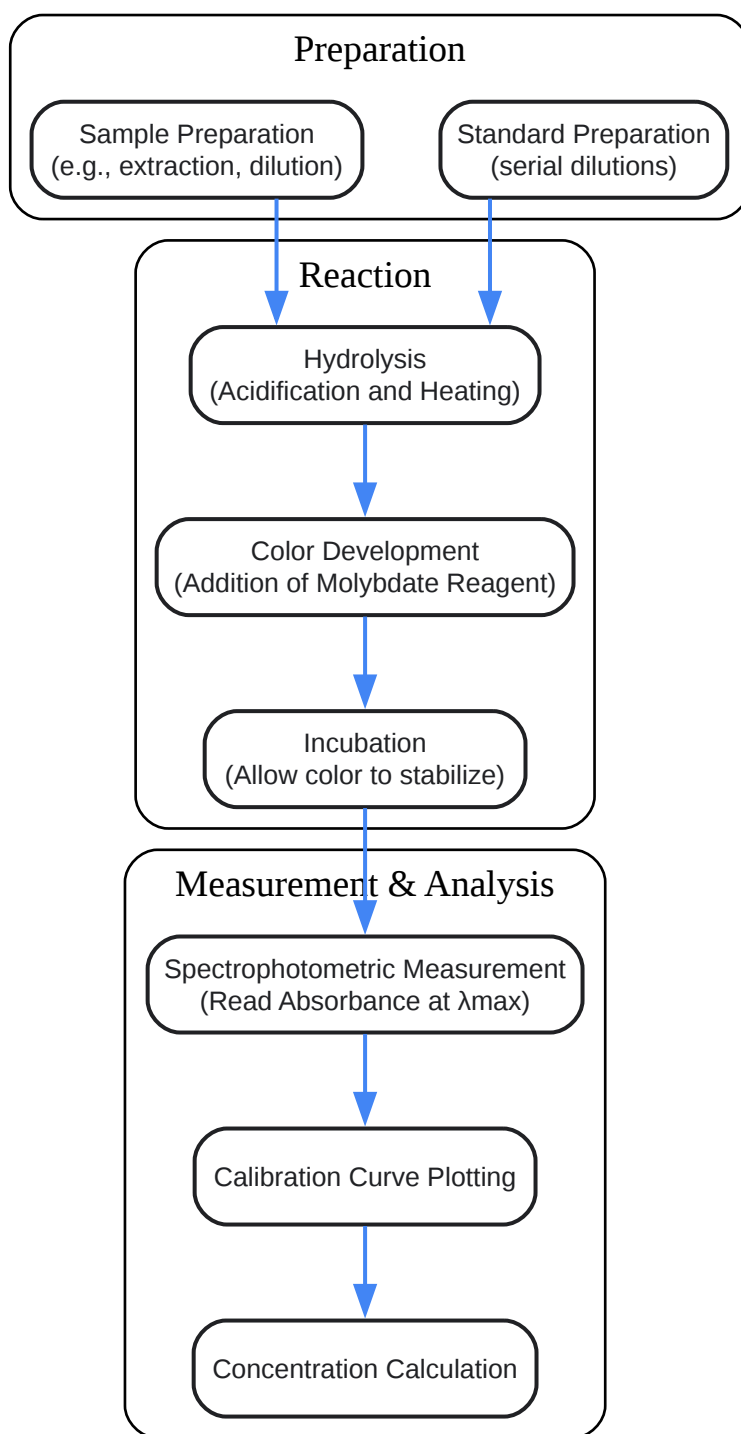 Preparation
Sample Preparation
(e.g., extraction, dilution)
Standard Preparation
(serial dilutions)
Reaction
Hydrolysis
(Acidification and Heating)
Color Development
(Addition of Molybdate Reagent)
Incubation
(Allow color to stabilize)
Measurement & Analysis
Spectrophotometric Measurement
(Read Absorbance at λmax)
Calibration Curve Plotting
Concentration Calculation